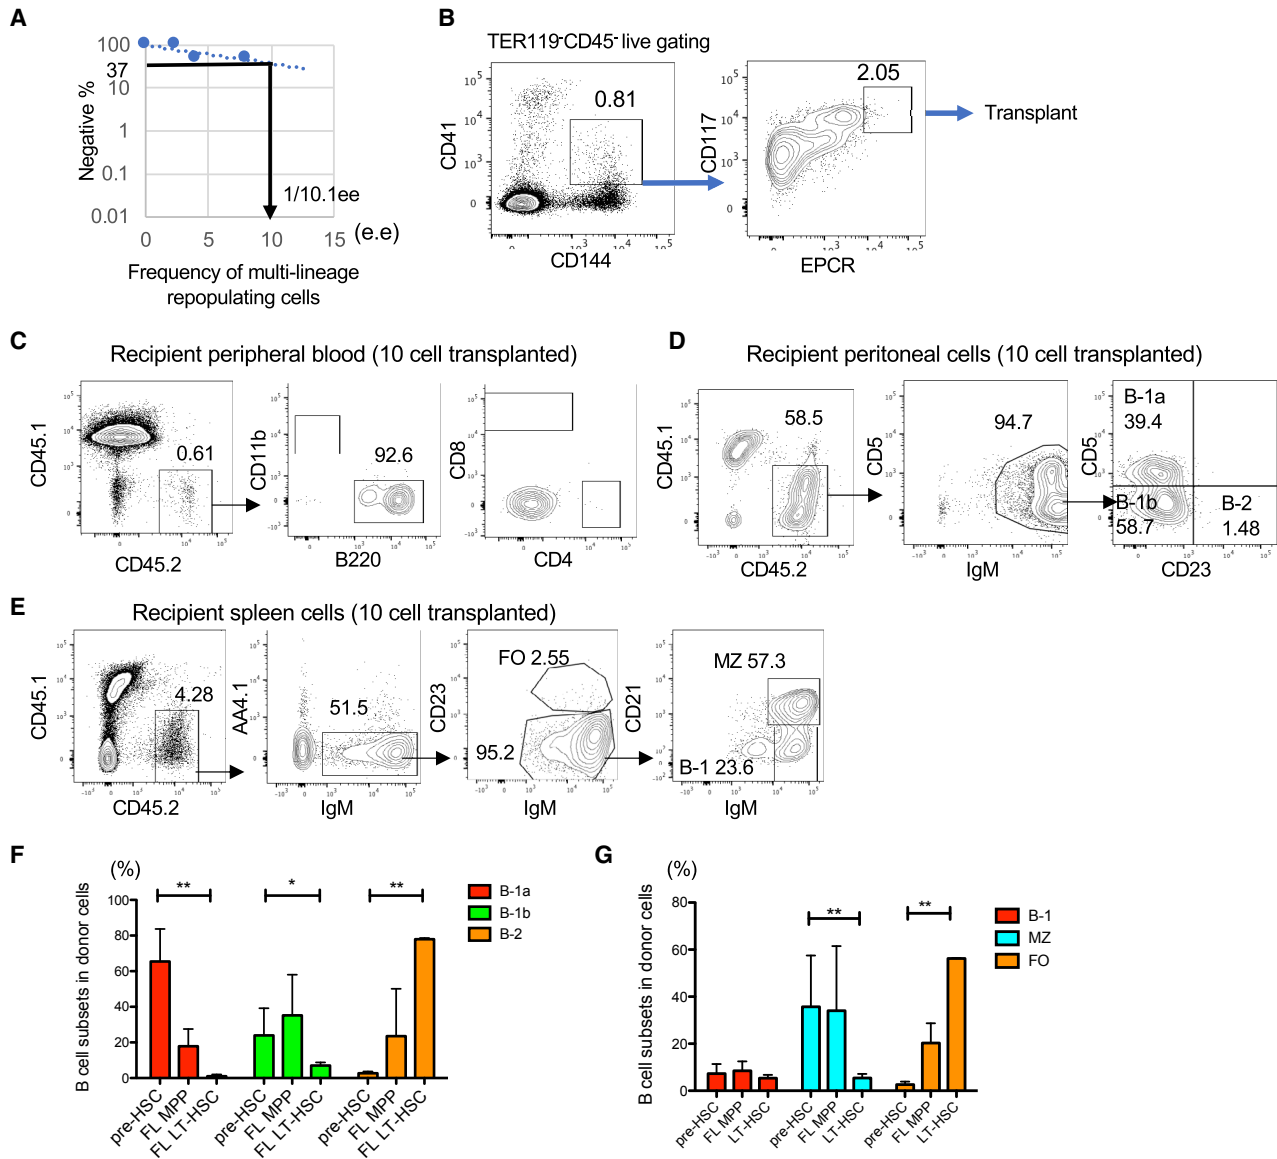 A
100
37
10
1
0.1
0.01
Negative %
1/10.1ee
0 5 10 15 (e.e)
Frequency of multi-lineage
repopulating cells
B
TER119-CD45- live gating
0.81
CD41
CD144
2.05
CD117
EPCR
Transplant
C
Recipient peripheral blood (10 cell transplanted)
CD45.1
0.61
CD45.2
CD11b
92.6
B220
CD8
CD4
D
Recipient peritoneal cells (10 cell transplanted)
CD45.1
58.5
CD45.2
CD5
94.7
IgM
CD5
B-1a
39.4
B-1b
58.7
B-2
1.48
CD23
E
Recipient spleen cells (10 cell transplanted)
CD45.1
4.28
CD45.2
AA4.1
51.5
IgM
CD23
FO 2.55
95.2
IgM
CD21
MZ 57.3
B-1 23.6
IgM
F
(%)
B cell subsets in donor cells
100
80
60
40
20
0
** * **
pre-HSC FL MPP FL LT-HSC pre-HSC FL MPP FL LT-HSC pre-HSC FL MPP FL LT-HSC
B-1a
B-1b
B-2
G
(%)
B cell subsets in donor cells
80
60
40
20
0
** **
pre-HSC FL MPP LT-HSC pre-HSC FL MPP LT-HSC pre-HSC FL MPP LT-HSC
B-1
MZ
FO